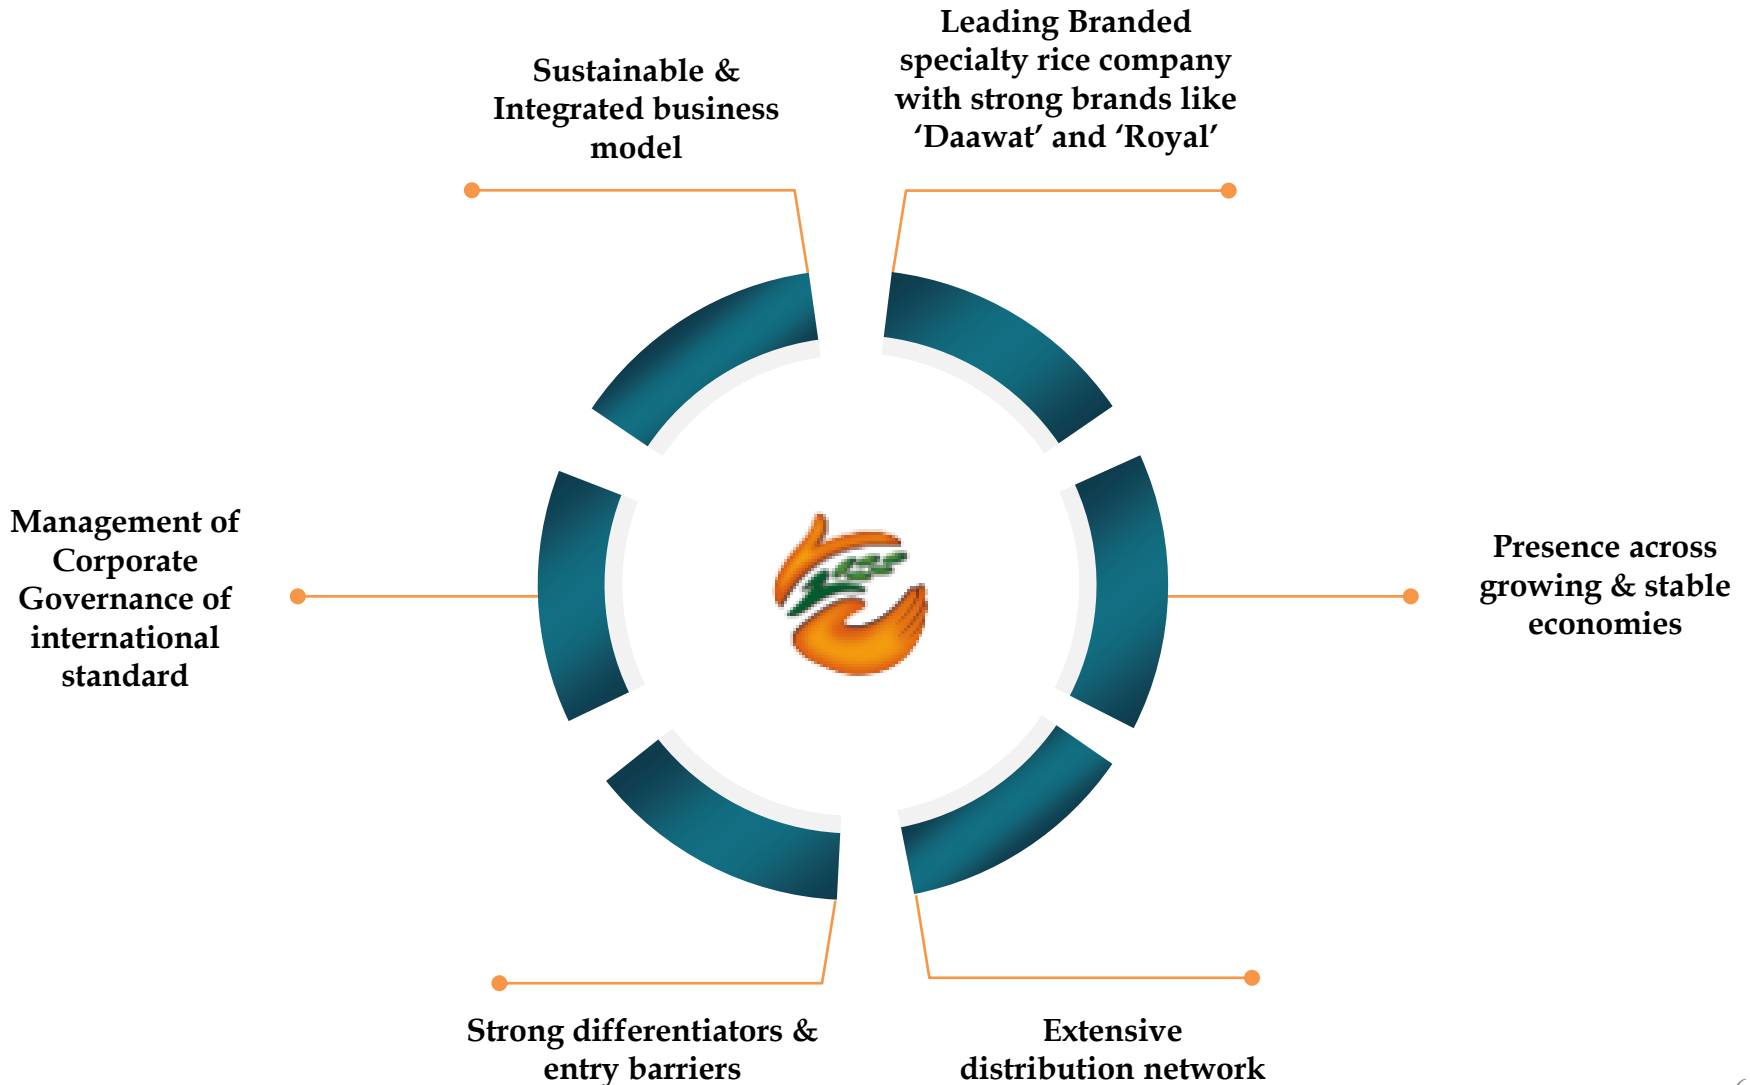 Leading Branded
specialty rice company
with strong brands like
‘Daawat’ and ‘Royal’
Sustainable &
Integrated business
model
Management of
Corporate
Governance of
international
standard
Presence across
growing & stable
economies
Strong differentiators &
entry barriers
Extensive
distribution network